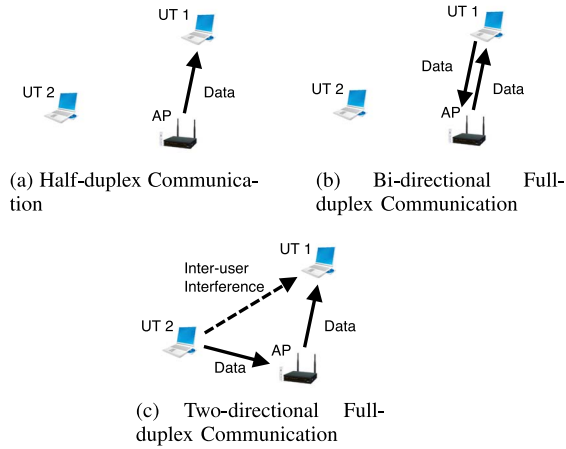 UT 1
UT 2
Data
AP
(a) Half-duplex Communica-
tion
UT 1
Data
UT 2
Data
AP
(b) Bi-directional Full-
duplex Communication
UT 1
Inter-user
Interference
UT 2
Data
AP
Data
(c) Two-directional Full-
duplex Communication